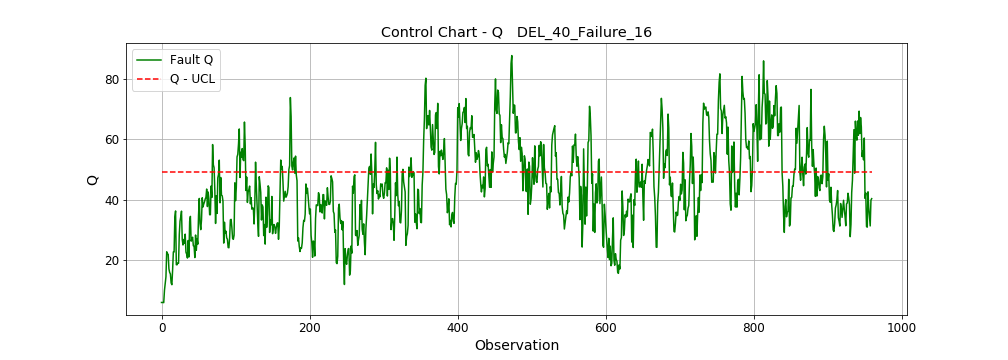 Control Chart - Q   DEL_40_Failure_16
Fault Q
Q - UCL
80
60
40
20
Q
0
200
400
600
800
1000
Observation